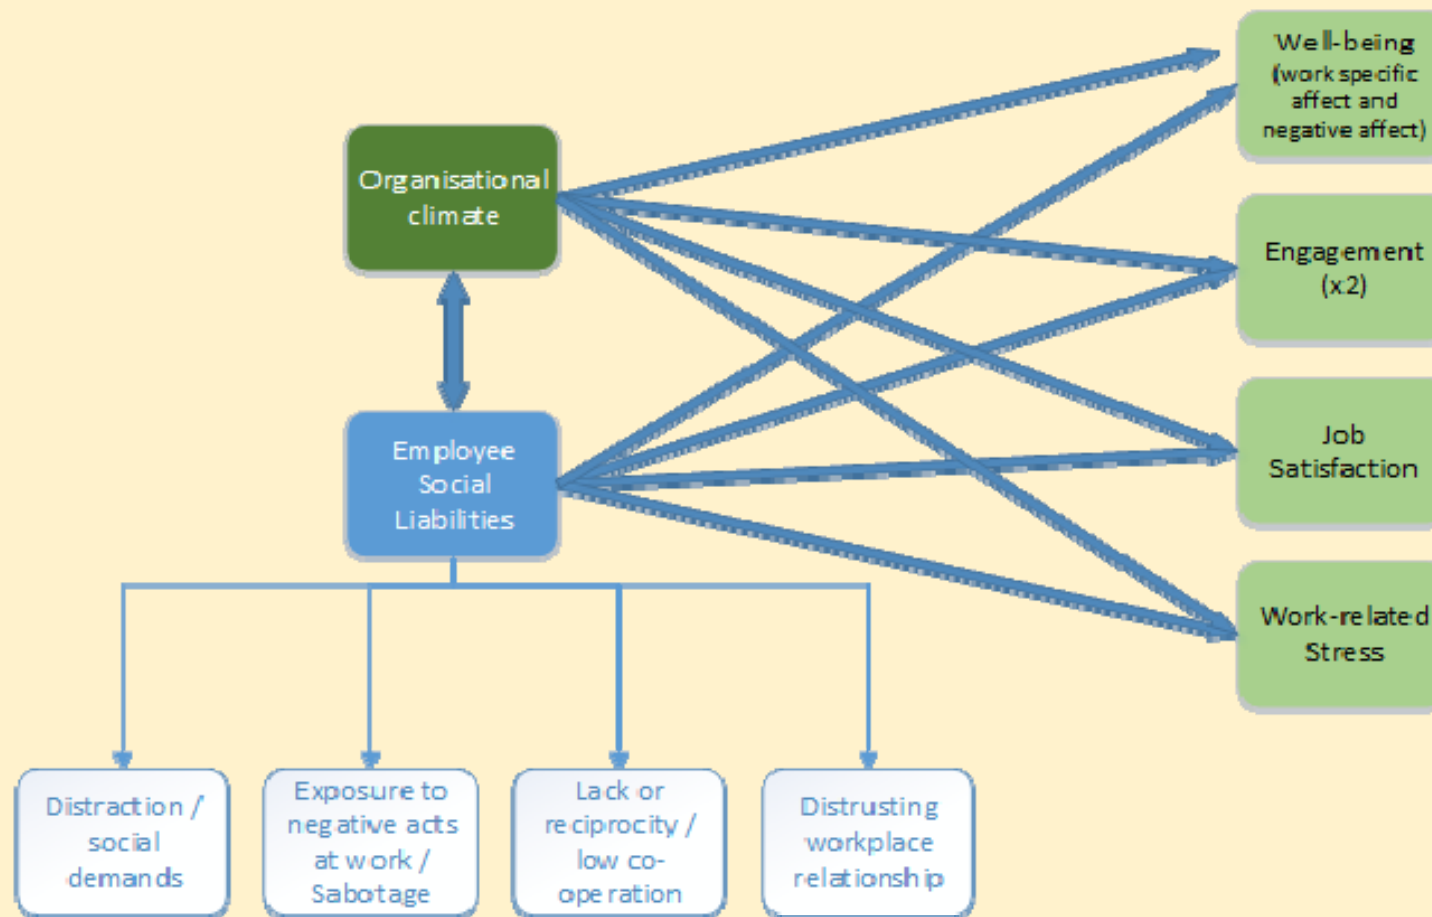 Well-being
(work specific
affect and
negative affect)
Organisational
climate
Engagement
(x2)
Employee
Social
Liabilities
Job
Satisfaction
Work-related
Stress
Distraction /
social
demands
Exposure to
negative acts
at work /
Sabotage
Lack or
reciprocity /
low co-
operation
Distrusting
workplace
relationship